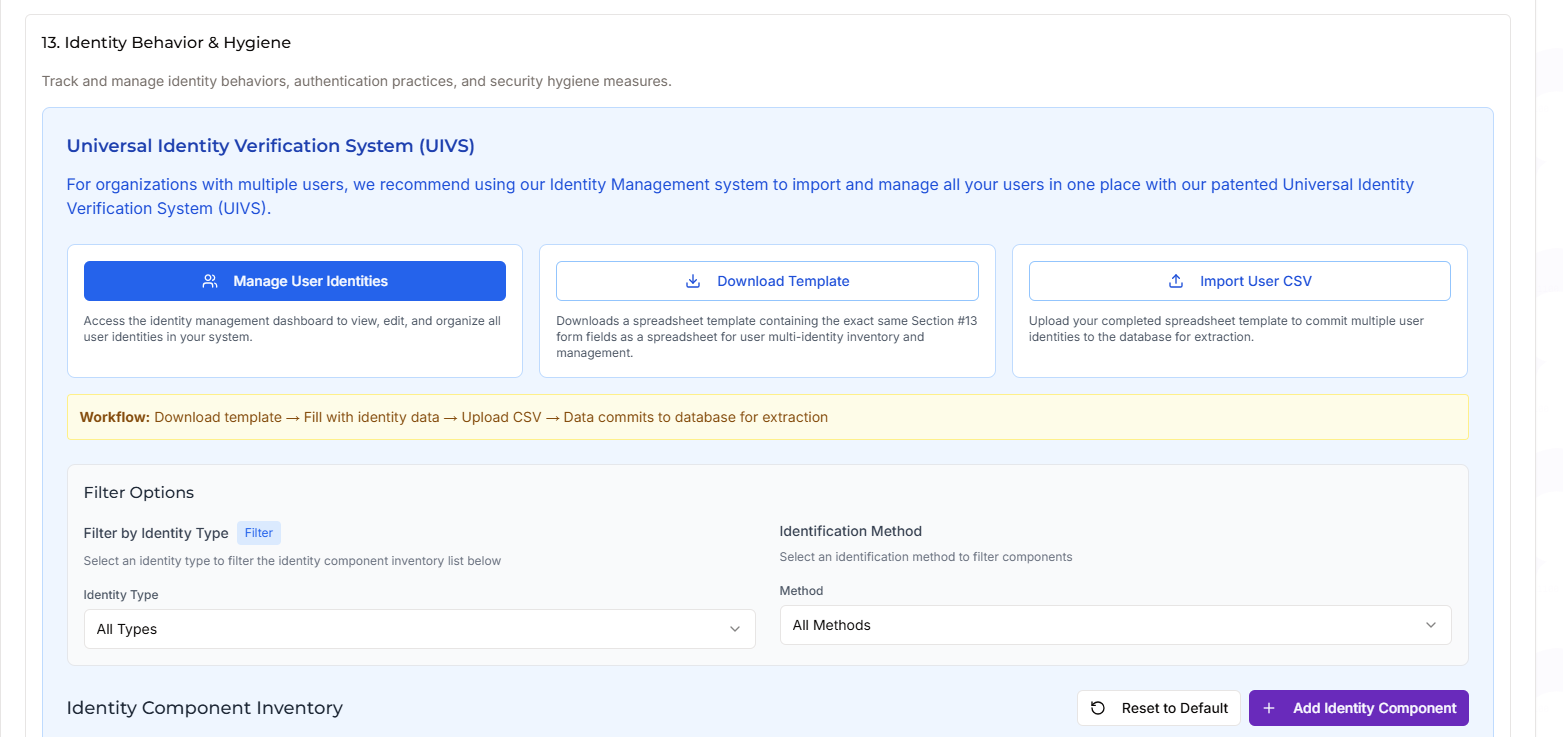 13. Identity Behavior & Hygiene
Track and manage identity behaviors, authentication practices, and security hygiene measures.
Universal Identity Verification System (UIVS)
For organizations with multiple users, we recommend using our Identity Management system to import and manage all your users in one place with our patented Universal Identity
Verification System (UIVS).
Manage User Identities
Access the identity management dashboard to view, edit, and organize all
user identities in your system.
Download Template
Downloads a spreadsheet template containing the exact same Section #13
form fields as a spreadsheet for user multi-identity inventory and
management.
Import User CSV
Upload your completed spreadsheet template to commit multiple user
identities to the database for extraction.
Workflow: Download template → Fill with identity data → Upload CSV → Data commits to database for extraction
Filter Options
Filter by Identity Type Filter
Select an identity type to filter the identity component inventory list below
Identity Type
All Types
Identification Method
Select an identification method to filter components
Method
All Methods
Identity Component Inventory
Reset to Default
+ Add Identity Component